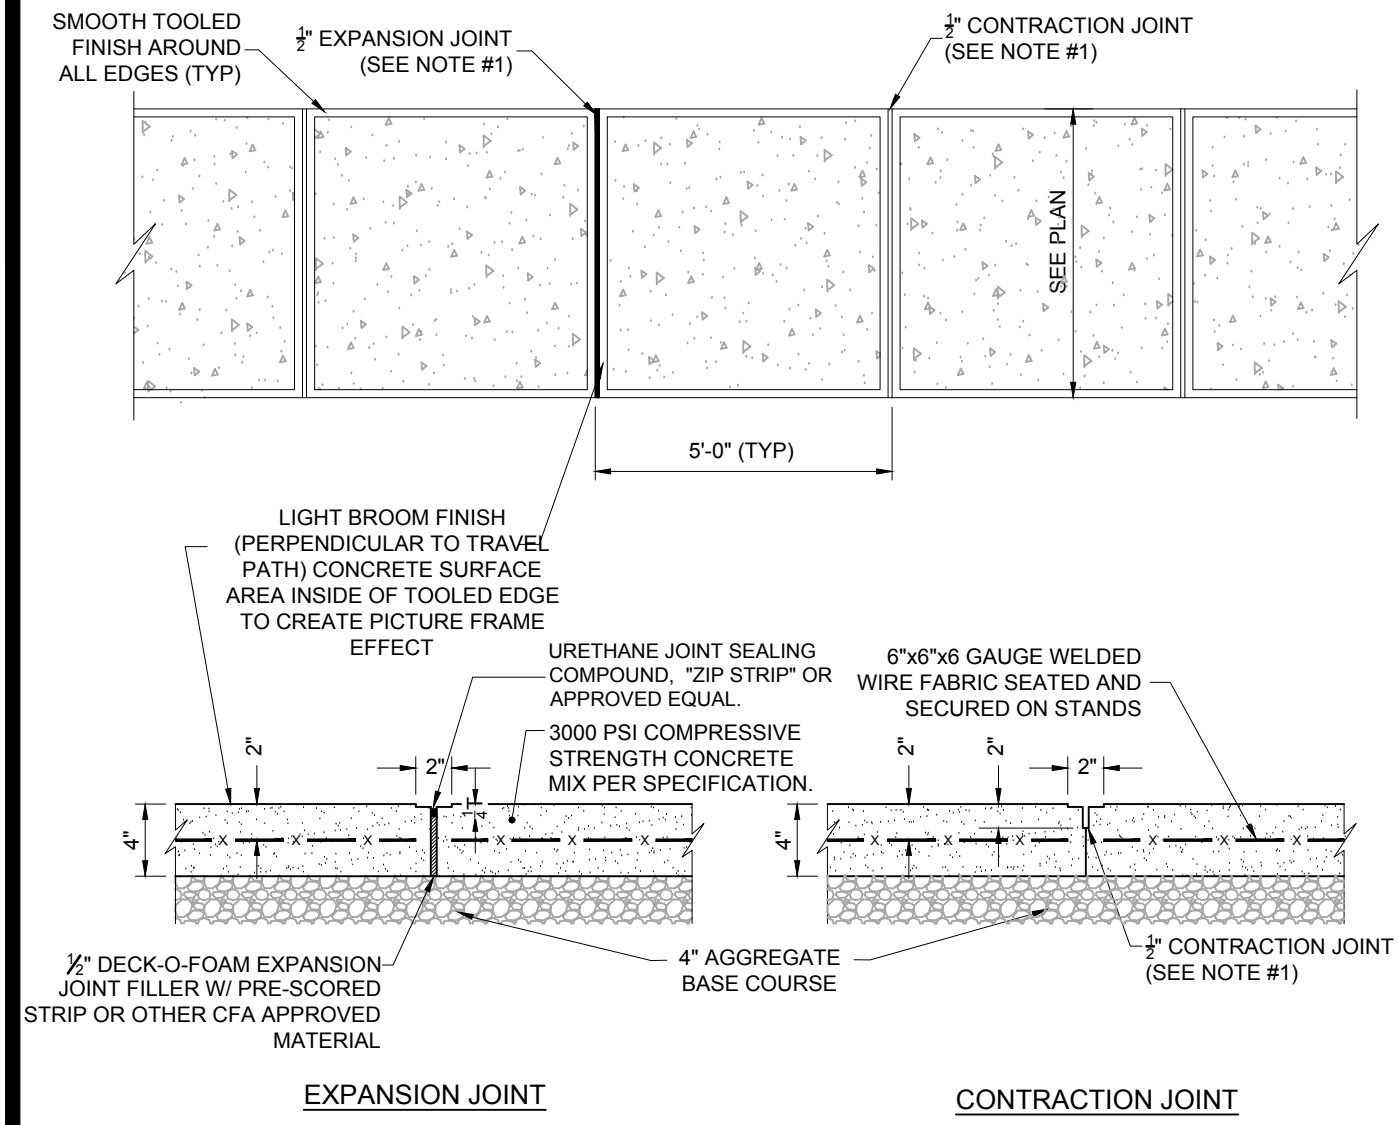 SMOOTH TOOLED
FINISH AROUND
ALL EDGES (TYP)
½" EXPANSION JOINT
(SEE NOTE #1)
½" CONTRACTION JOINT
(SEE NOTE #1)
SEE PLAN
5'-0" (TYP)
LIGHT BROOM FINISH
(PERPENDICULAR TO TRAVEL
PATH) CONCRETE SURFACE
AREA INSIDE OF TOOLED EDGE
TO CREATE PICTURE FRAME
EFFECT
URETHANE JOINT SEALING
COMPOUND, "ZIP STRIP" OR
APPROVED EQUAL.
3000 PSI COMPRESSIVE
STRENGTH CONCRETE
MIX PER SPECIFICATION.
6"x6"x6 GAUGE WELDED
WIRE FABRIC SEATED AND
SECURED ON STANDS
2"
2"
¼
4"
X X X X X X
2"
2"
2"
4"
X X X X X X
½" DECK-O-FOAM EXPANSION
JOINT FILLER W/ PRE-SCORED
STRIP OR OTHER CFA APPROVED
MATERIAL
4" AGGREGATE
BASE COURSE
½" CONTRACTION JOINT
(SEE NOTE #1)
EXPANSION JOINT
CONTRACTION JOINT